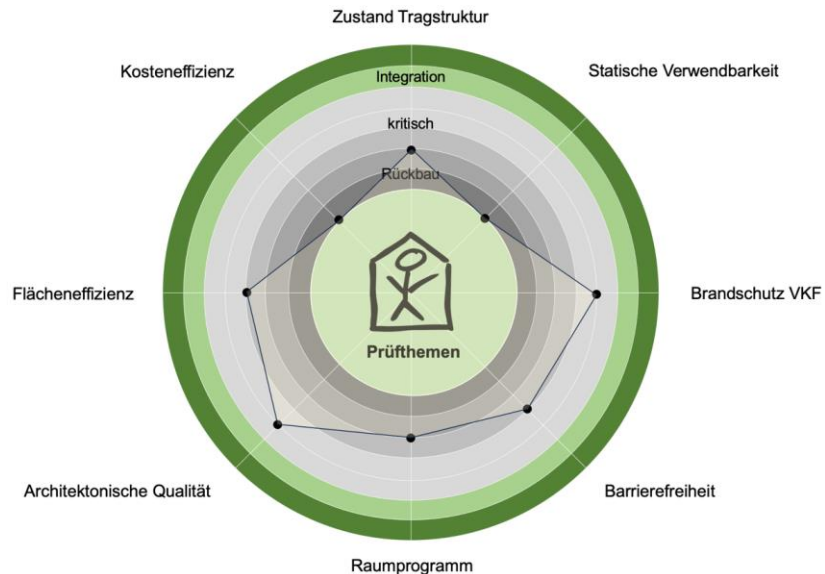 Zustand Tragstruktur
Kosteneffizienz
Statische Verwendbarkeit
Integration
kritisch
Rückbau
Flächeneffizienz
Brandschutz VKF
Prüfthemen
Architektonische Qualität
Barrierefreiheit
Raumprogramm